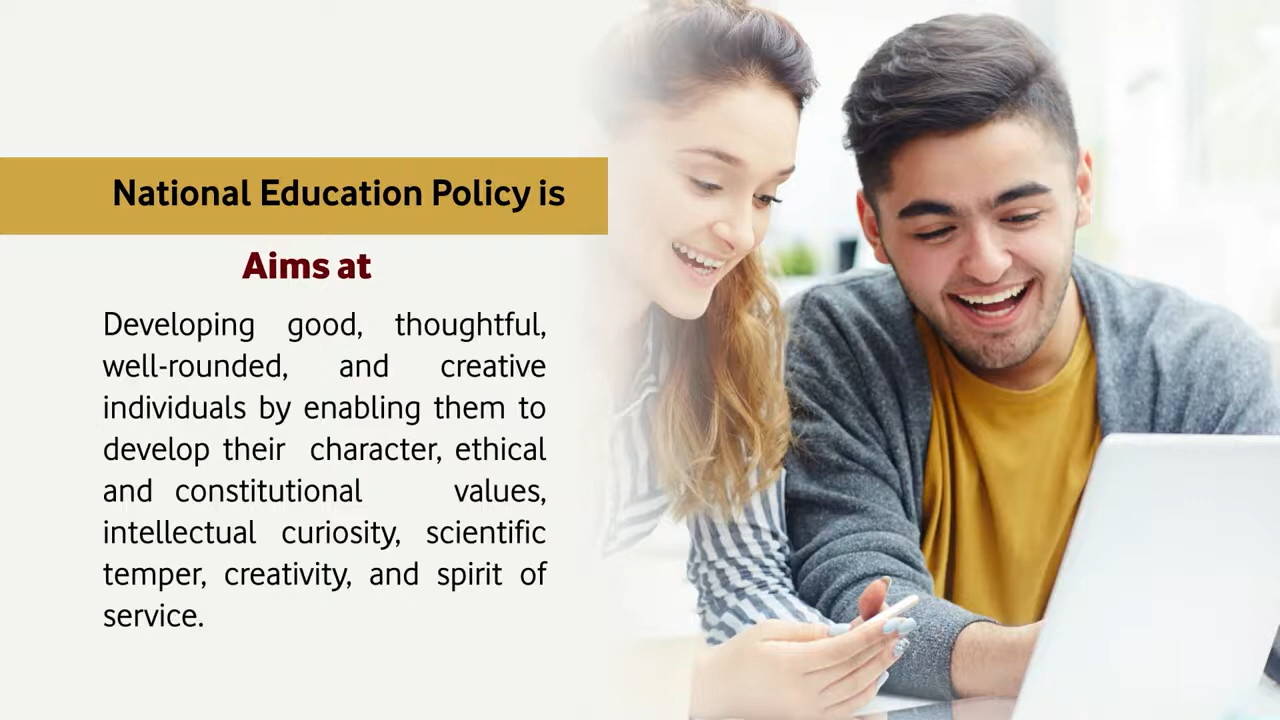 National Education Policy is
Aims at
Developing good, thoughtful,
well-rounded, and creative
individuals by enabling them to
develop their character, ethical
and constitutional values,
intellectual curiosity, scientific
temper, creativity, and spirit of
service.